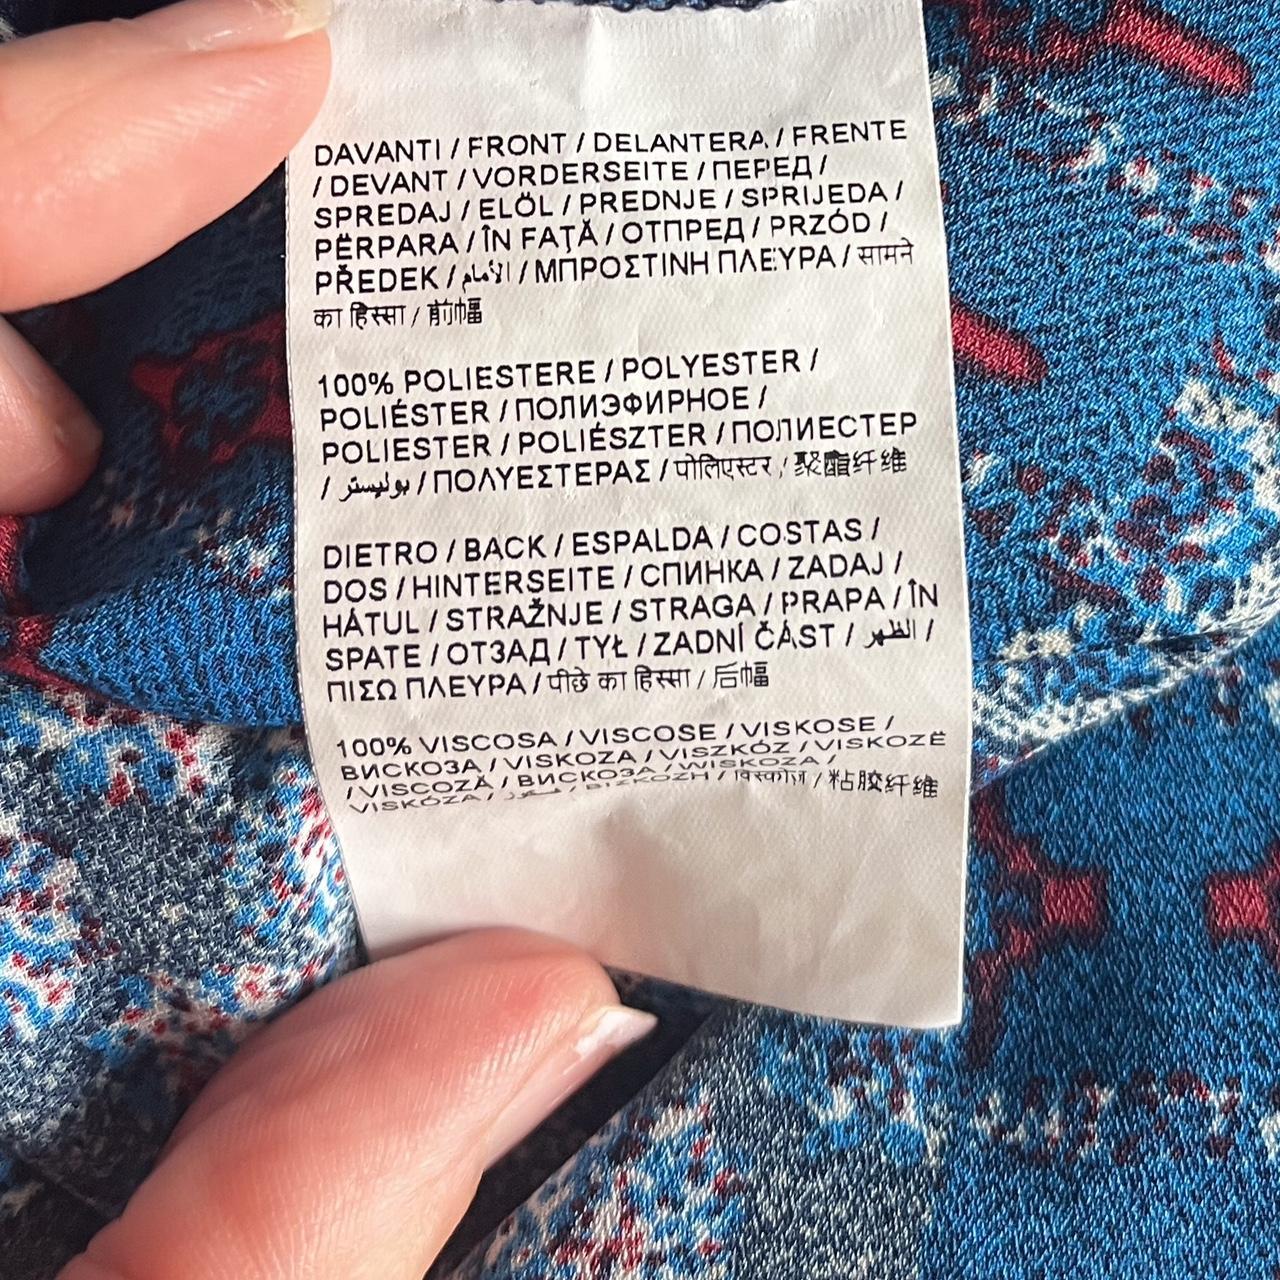 DAVANTI / FRONT / DELANTERA / FRENTE
/ DEVANT / VORDERSEITE / ПЕРЕД /
SPREDAJ / ELÖL / PREDNJE / SPRIJEDA /
PËRPARA / ÎN FAȚĂ / ОТПРЕД / PRZÓD /
PŘEDEK / الأمام / ΜΠΡΟΣΤΙΝΗ ΠΛΕΥΡΑ / सामने
का हिस्सा / 前幅
100% POLIESTERE / POLYESTER /
POLIÉSTER / ПОЛИЭФИРНОЕ /
POLIESTER / POLIÉSZTER / ПОЛИЕСТЕР
/ بوليستر / ΠΟΛΥΕΣΤΕΡΑΣ / पोलिएस्टर / 聚酯纤维
DIETRO / BACK / ESPALDA / COSTAS /
DOS / HINTERSEITE / СПИНКА / ZADAJ /
HÁTUL / STRAŽNJE / STRAGA / PRAPA / ÎN
SPATE / ОТЗАД / TYŁ / ZADNÍ ČÁST / الظهر /
ΠΙΣΩ ΠΛΕΥΡΑ / पीछे का हिस्सा / 后幅
100% VISCOSA / VISCOSE / VISKOSE /
ВИСКОЗА / VISKOZA / VISZKÓZ / VISKOZË
/ VISCOZĂ / ВИСКОЗА / WISKOZA /
VISKÓZA / / ΒΙΖΚΟΖΗ / विस्कोज़ / 粘胶纤维